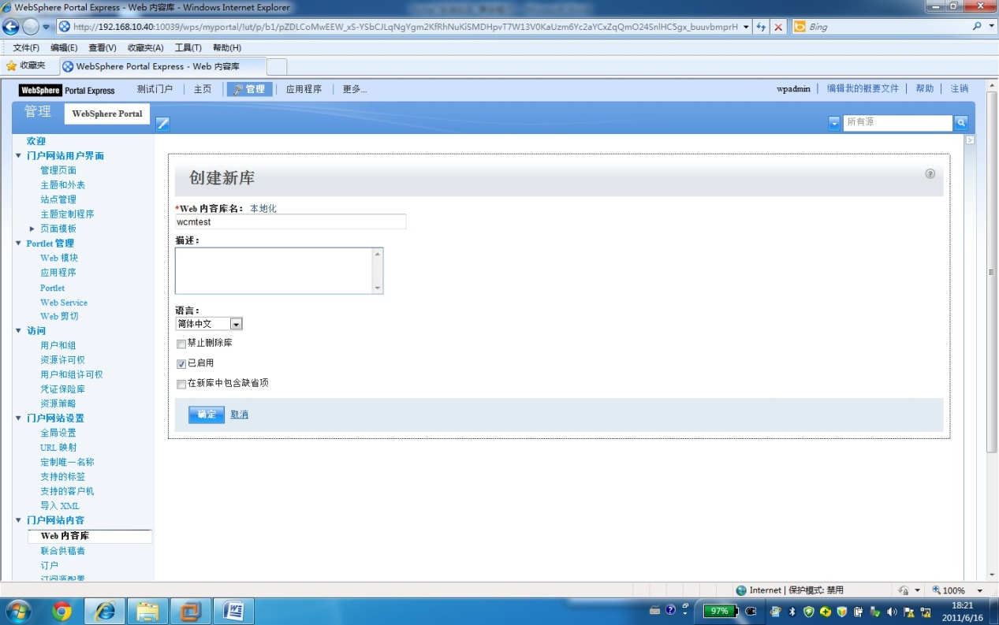 WebSphere Portal Express - Web 内容库 - Windows Internet Explorer
http://192.168.10.40:10039/wps/myportal/!ut/p/b1/pZDLCoMwEEW_xS-YSbCJLqNgYgm2KfRhNuKiSMDHpvT7W13V0KaUzm6Yc2aYCxZqQmO24SnlHC5gx_buuvbmprH
Bing
文件(F) 编辑(E) 查看(V) 收藏夹(A) 工具(T) 帮助(H)
收藏夹 WebSphere Portal Express - Web 内容库
WebSphere Portal Express 测试门户 主页 管理 应用程序 更多... wpadmin 编辑我的概要文件 帮助 注销
管理 WebSphere Portal
所有源
欢迎
门户网站用户界面
管理页面
主题和外表
站点管理
主题定制程序
页面模板
Portlet 管理
Web 模块
应用程序
Portlet
Web Service
Web 剪切
访问
用户和组
资源许可权
用户和组许可权
凭证保险库
资源策略
门户网站设置
全局设置
URL 映射
定制唯一名称
支持的标签
支持的客户机
导入 XML
门户网站内容
Web 内容库
联合供稿者
订户
订阅源配置
创建新库
*Web 内容库名： 本地化
wcmtest
描述：
语言：
简体中文
禁止删除库
已启用
在新库中包含缺省项
确定 取消
Internet | 保护模式: 禁用
100%
97%
18:21
2011/6/16